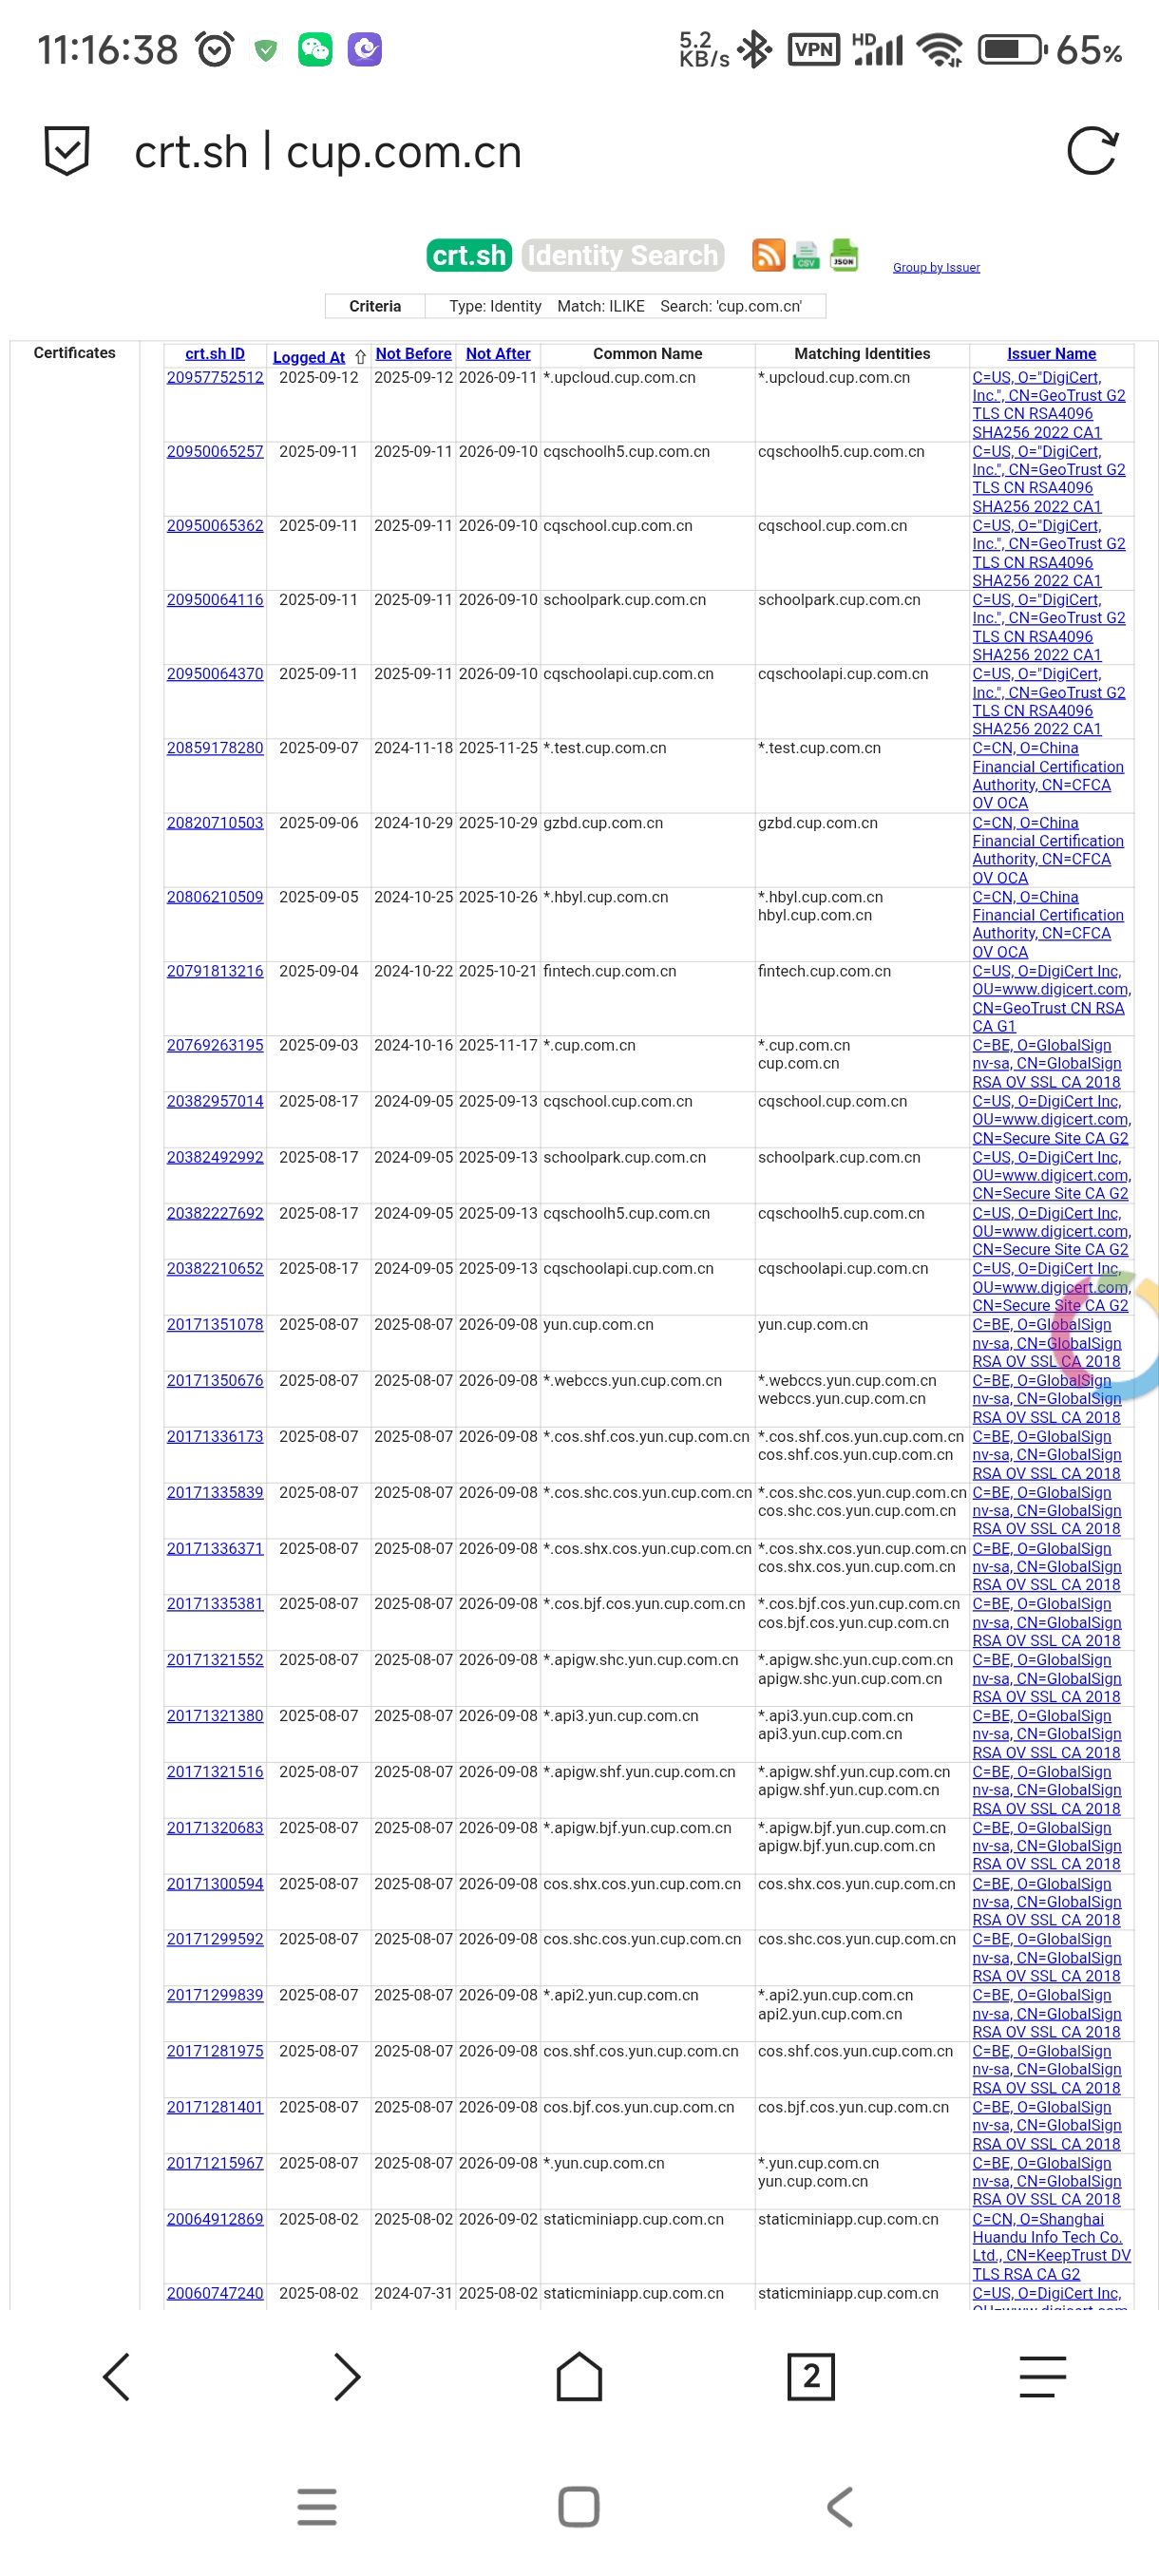 11:16:38 5.2 KB/s VPN HD 65%
crt.sh | cup.com.cn
crt.sh Identity Search CSV JSON Group by Issuer
Criteria Type: Identity Match: ILIKE Search: 'cup.com.cn'
Certificates crt.sh ID Logged At ⇧ Not Before Not After Common Name Matching Identities Issuer Name
20957752512 2025-09-12 2025-09-12 2026-09-11 *.upcloud.cup.com.cn *.upcloud.cup.com.cn C=US, O="DigiCert,
Inc.", CN=GeoTrust G2
TLS CN RSA4096
SHA256 2022 CA1
20950065257 2025-09-11 2025-09-11 2026-09-10 cqschoolh5.cup.com.cn cqschoolh5.cup.com.cn C=US, O="DigiCert,
Inc.", CN=GeoTrust G2
TLS CN RSA4096
SHA256 2022 CA1
20950065362 2025-09-11 2025-09-11 2026-09-10 cqschool.cup.com.cn cqschool.cup.com.cn C=US, O="DigiCert,
Inc.", CN=GeoTrust G2
TLS CN RSA4096
SHA256 2022 CA1
20950064116 2025-09-11 2025-09-11 2026-09-10 schoolpark.cup.com.cn schoolpark.cup.com.cn C=US, O="DigiCert,
Inc.", CN=GeoTrust G2
TLS CN RSA4096
SHA256 2022 CA1
20950064370 2025-09-11 2025-09-11 2026-09-10 cqschoolapi.cup.com.cn cqschoolapi.cup.com.cn C=US, O="DigiCert,
Inc.", CN=GeoTrust G2
TLS CN RSA4096
SHA256 2022 CA1
20859178280 2025-09-07 2024-11-18 2025-11-25 *.test.cup.com.cn *.test.cup.com.cn C=CN, O=China
Financial Certification
Authority, CN=CFCA
OV OCA
20820710503 2025-09-06 2024-10-29 2025-10-29 gzbd.cup.com.cn gzbd.cup.com.cn C=CN, O=China
Financial Certification
Authority, CN=CFCA
OV OCA
20806210509 2025-09-05 2024-10-25 2025-10-26 *.hbyl.cup.com.cn *.hbyl.cup.com.cn C=CN, O=China
hbyl.cup.com.cn Financial Certification
Authority, CN=CFCA
OV OCA
20791813216 2025-09-04 2024-10-22 2025-10-21 fintech.cup.com.cn fintech.cup.com.cn C=US, O=DigiCert Inc,
OU=www.digicert.com,
CN=GeoTrust CN RSA
CA G1
20769263195 2025-09-03 2024-10-16 2025-11-17 *.cup.com.cn *.cup.com.cn C=BE, O=GlobalSign
cup.com.cn nv-sa, CN=GlobalSign
RSA OV SSL CA 2018
20382957014 2025-08-17 2024-09-05 2025-09-13 cqschool.cup.com.cn cqschool.cup.com.cn C=US, O=DigiCert Inc,
OU=www.digicert.com,
CN=Secure Site CA G2
20382492992 2025-08-17 2024-09-05 2025-09-13 schoolpark.cup.com.cn schoolpark.cup.com.cn C=US, O=DigiCert Inc,
OU=www.digicert.com,
CN=Secure Site CA G2
20382227692 2025-08-17 2024-09-05 2025-09-13 cqschoolh5.cup.com.cn cqschoolh5.cup.com.cn C=US, O=DigiCert Inc,
OU=www.digicert.com,
CN=Secure Site CA G2
20382210652 2025-08-17 2024-09-05 2025-09-13 cqschoolapi.cup.com.cn cqschoolapi.cup.com.cn C=US, O=DigiCert Inc,
OU=www.digicert.com,
CN=Secure Site CA G2
20171351078 2025-08-07 2025-08-07 2026-09-08 yun.cup.com.cn yun.cup.com.cn C=BE, O=GlobalSign
nv-sa, CN=GlobalSign
RSA OV SSL CA 2018
20171350676 2025-08-07 2025-08-07 2026-09-08 *.webccs.yun.cup.com.cn *.webccs.yun.cup.com.cn C=BE, O=GlobalSign
webccs.yun.cup.com.cn nv-sa, CN=GlobalSign
RSA OV SSL CA 2018
20171336173 2025-08-07 2025-08-07 2026-09-08 *.cos.shf.cos.yun.cup.com.cn *.cos.shf.cos.yun.cup.com.cn C=BE, O=GlobalSign
cos.shf.cos.yun.cup.com.cn nv-sa, CN=GlobalSign
RSA OV SSL CA 2018
20171335839 2025-08-07 2025-08-07 2026-09-08 *.cos.shc.cos.yun.cup.com.cn *.cos.shc.cos.yun.cup.com.cn C=BE, O=GlobalSign
cos.shc.cos.yun.cup.com.cn nv-sa, CN=GlobalSign
RSA OV SSL CA 2018
20171336371 2025-08-07 2025-08-07 2026-09-08 *.cos.shx.cos.yun.cup.com.cn *.cos.shx.cos.yun.cup.com.cn C=BE, O=GlobalSign
cos.shx.cos.yun.cup.com.cn nv-sa, CN=GlobalSign
RSA OV SSL CA 2018
20171335381 2025-08-07 2025-08-07 2026-09-08 *.cos.bjf.cos.yun.cup.com.cn *.cos.bjf.cos.yun.cup.com.cn C=BE, O=GlobalSign
cos.bjf.cos.yun.cup.com.cn nv-sa, CN=GlobalSign
RSA OV SSL CA 2018
20171321552 2025-08-07 2025-08-07 2026-09-08 *.apigw.shc.yun.cup.com.cn *.apigw.shc.yun.cup.com.cn C=BE, O=GlobalSign
apigw.shc.yun.cup.com.cn nv-sa, CN=GlobalSign
RSA OV SSL CA 2018
20171321380 2025-08-07 2025-08-07 2026-09-08 *.api3.yun.cup.com.cn *.api3.yun.cup.com.cn C=BE, O=GlobalSign
api3.yun.cup.com.cn nv-sa, CN=GlobalSign
RSA OV SSL CA 2018
20171321516 2025-08-07 2025-08-07 2026-09-08 *.apigw.shf.yun.cup.com.cn *.apigw.shf.yun.cup.com.cn C=BE, O=GlobalSign
apigw.shf.yun.cup.com.cn nv-sa, CN=GlobalSign
RSA OV SSL CA 2018
20171320683 2025-08-07 2025-08-07 2026-09-08 *.apigw.bjf.yun.cup.com.cn *.apigw.bjf.yun.cup.com.cn C=BE, O=GlobalSign
apigw.bjf.yun.cup.com.cn nv-sa, CN=GlobalSign
RSA OV SSL CA 2018
20171300594 2025-08-07 2025-08-07 2026-09-08 cos.shx.cos.yun.cup.com.cn cos.shx.cos.yun.cup.com.cn C=BE, O=GlobalSign
nv-sa, CN=GlobalSign
RSA OV SSL CA 2018
20171299592 2025-08-07 2025-08-07 2026-09-08 cos.shc.cos.yun.cup.com.cn cos.shc.cos.yun.cup.com.cn C=BE, O=GlobalSign
nv-sa, CN=GlobalSign
RSA OV SSL CA 2018
20171299839 2025-08-07 2025-08-07 2026-09-08 *.api2.yun.cup.com.cn *.api2.yun.cup.com.cn C=BE, O=GlobalSign
api2.yun.cup.com.cn nv-sa, CN=GlobalSign
RSA OV SSL CA 2018
20171281975 2025-08-07 2025-08-07 2026-09-08 cos.shf.cos.yun.cup.com.cn cos.shf.cos.yun.cup.com.cn C=BE, O=GlobalSign
nv-sa, CN=GlobalSign
RSA OV SSL CA 2018
20171281401 2025-08-07 2025-08-07 2026-09-08 cos.bjf.cos.yun.cup.com.cn cos.bjf.cos.yun.cup.com.cn C=BE, O=GlobalSign
nv-sa, CN=GlobalSign
RSA OV SSL CA 2018
20171215967 2025-08-07 2025-08-07 2026-09-08 *.yun.cup.com.cn *.yun.cup.com.cn C=BE, O=GlobalSign
yun.cup.com.cn nv-sa, CN=GlobalSign
RSA OV SSL CA 2018
20064912869 2025-08-02 2025-08-02 2026-09-02 staticminiapp.cup.com.cn staticminiapp.cup.com.cn C=CN, O=Shanghai
Huandu Info Tech Co.
Ltd., CN=KeepTrust DV
TLS RSA CA G2
20060747240 2025-08-02 2024-07-31 2025-08-02 staticminiapp.cup.com.cn staticminiapp.cup.com.cn C=US, O=DigiCert Inc,
2